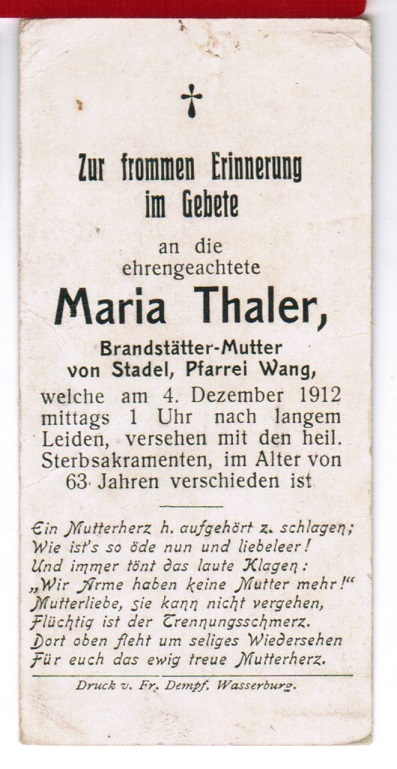 Zur frommen Erinnerung
im Gebete
an die
ehrengeachtete
Maria Thaler,
Brandstätter-Mutter
von Stadel, Pfarrei Wang,
welche am 4. Dezember 1912
mittags 1 Uhr nach langem
Leiden, versehen mit den heil.
Sterbsakramenten, im Alter von
63 Jahren verschieden ist
Ein Mutterherz h. aufgehört z. schlagen;
Wie ist's so öde nun und liebeleer!
Und immer tönt das laute Klagen:
„Wir Arme haben keine Mutter mehr!"
Mutterliebe, sie kann nicht vergehen,
Flüchtig ist der Trennungsschmerz.
Dort oben fleht um seliges Wiedersehen
Für euch das ewig treue Mutterherz.
Druck v. Fr. Dempf, Wasserburg.